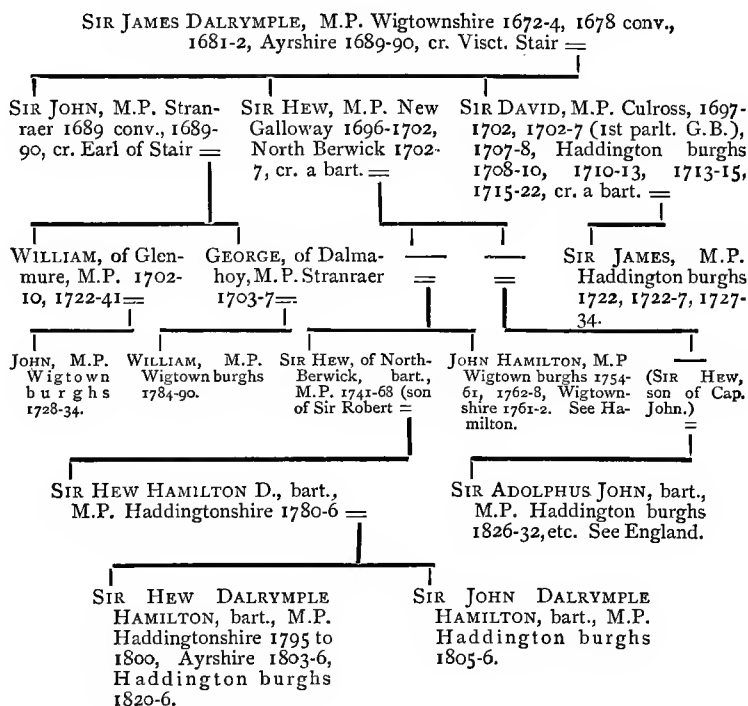 SIR JAMES DALRYMPLE, M.P. Wigtownshire 1672-4, 1678 conv.,
1681-2, Ayrshire 1689-90, cr. Visct. Stair =
SIR JOHN, M.P. Stran-
raer 1689 conv., 1689-
90, cr. Earl of Stair =
SIR HEW, M.P. New
Galloway 1696-1702,
North Berwick 1702-
7, cr. a bart. =
SIR DAVID, M.P. Culross, 1697-
1702, 1702-7 (1st parlt. G.B.),
1707-8, Haddington burghs
1708-10, 1710-13, 1713-15,
1715-22, cr. a bart. =
WILLIAM, of Glen-
mure, M.P. 1702-
10, 1722-41 =
GEORGE, of Dalma-
hoy, M.P. Stranraer
1703-7 =
— =
— =
SIR JAMES, M.P.
Haddington burghs
1722, 1722-7, 1727-
34.
JOHN, M.P.
Wigtown
burghs
1728-34.
WILLIAM, M.P.
Wigtown burghs
1784-90.
SIR HEW, of North-
Berwick, bart.,
M.P. 1741-68 (son
of Sir Robert =
JOHN HAMILTON, M.P
Wigtown burghs 1754-
61, 1762-8, Wigtown-
shire 1761-2. See Ha-
milton.
—
(SIR HEW,
son of Cap.
John.)
=
SIR HEW HAMILTON D., bart.,
M.P. Haddingtonshire 1780-6 =
SIR ADOLPHUS JOHN, bart.,
M.P. Haddington burghs
1826-32, etc. See England.
SIR HEW DALRYMPLE
HAMILTON, bart., M.P.
Haddingtonshire 1795 to
1800, Ayrshire 1803-6,
Haddington burghs
1820-6.
SIR JOHN DALRYMPLE
HAMILTON, bart., M.P.
Haddington burghs
1805-6.